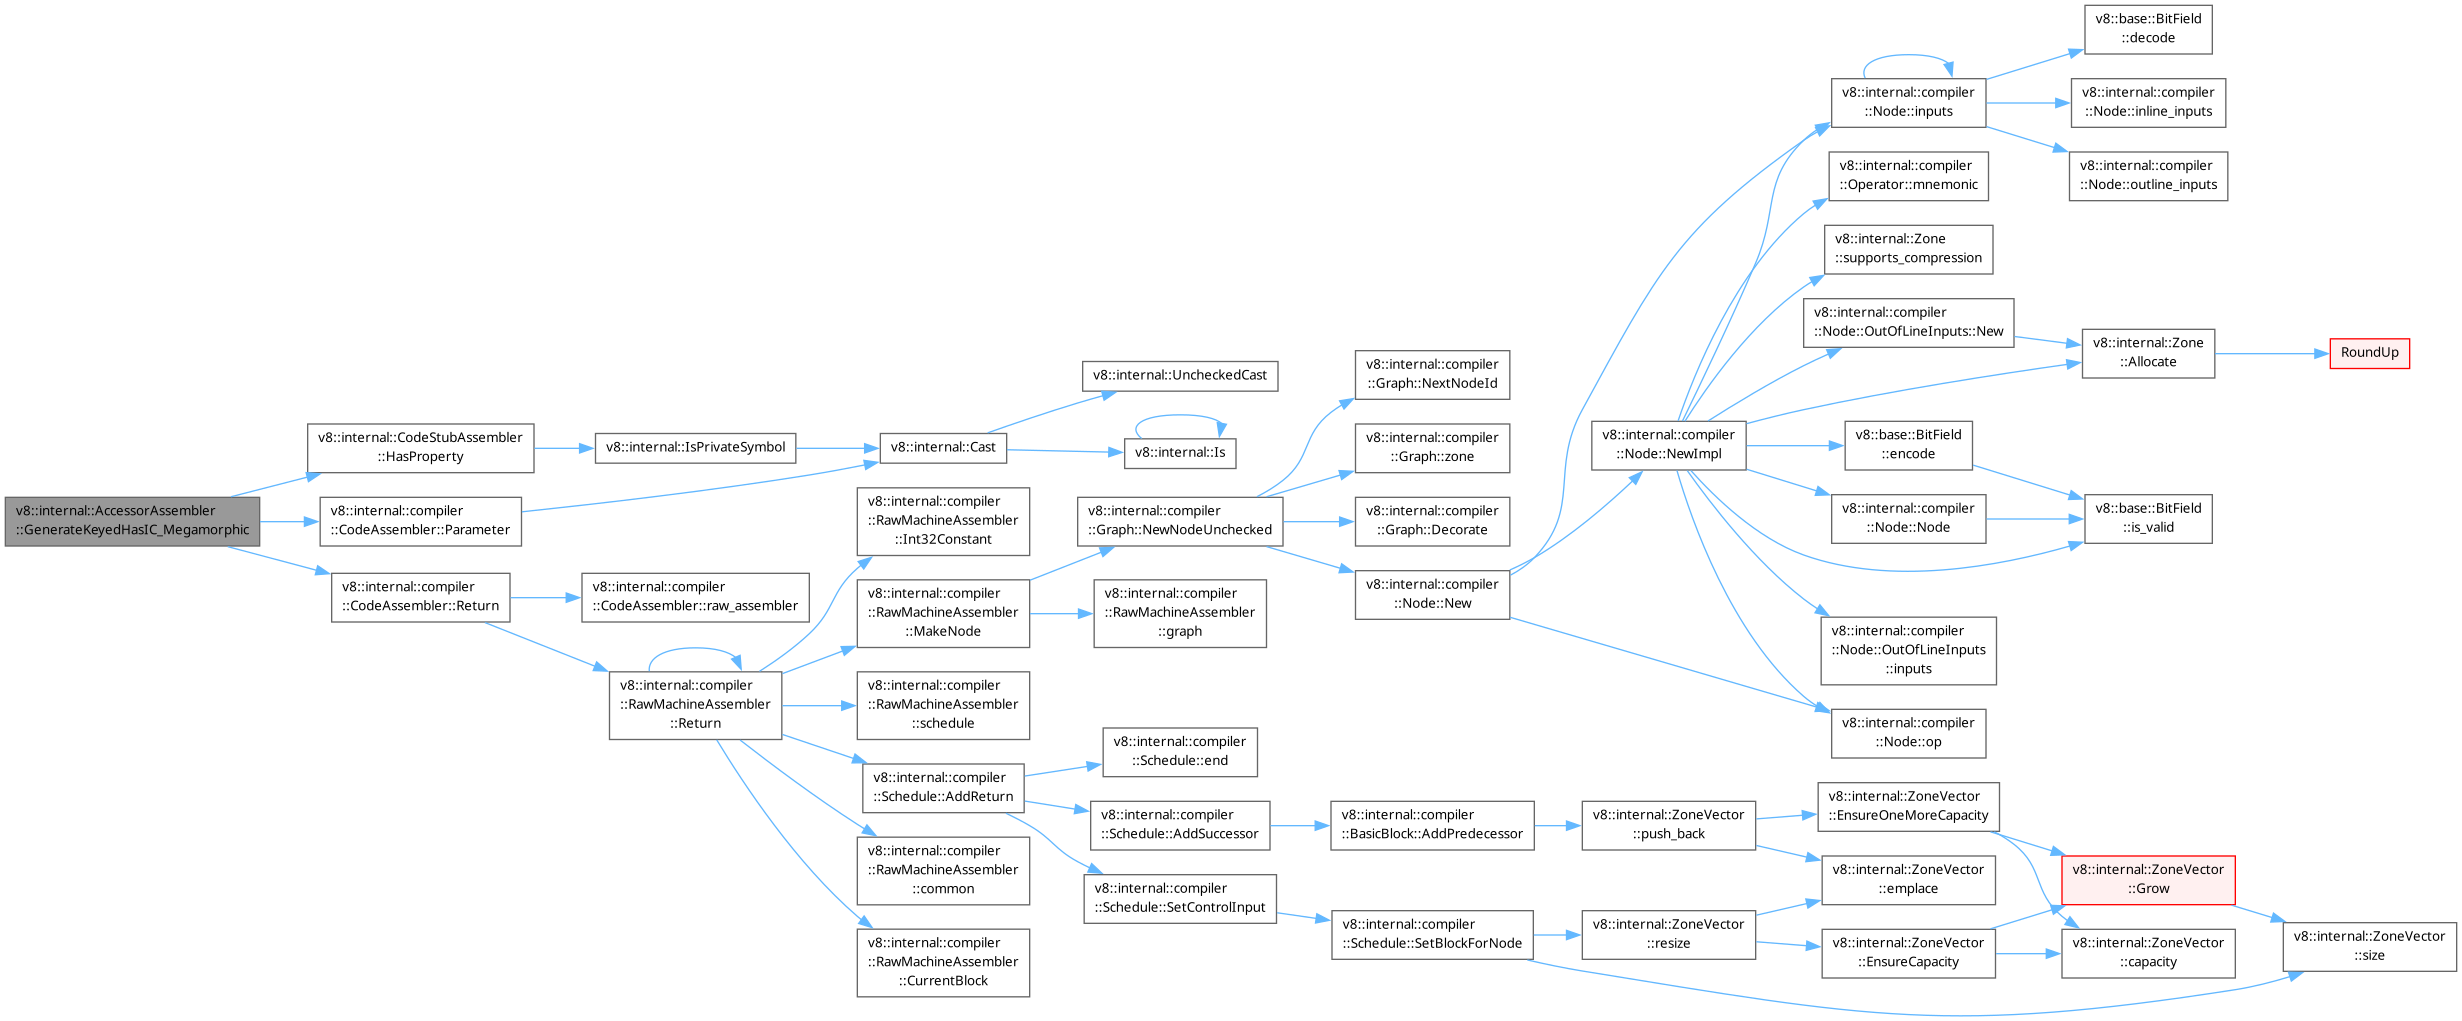 v8::internal::AccessorAssembler
::GenerateKeyedHasIC_Megamorphic
v8::internal::CodeStubAssembler
::HasProperty
v8::internal::compiler
::CodeAssembler::Parameter
v8::internal::compiler
::CodeAssembler::Return
v8::internal::IsPrivateSymbol
v8::internal::compiler
::CodeAssembler::raw_assembler
v8::internal::compiler
::RawMachineAssembler
::Return
v8::internal::Cast
v8::internal::compiler
::RawMachineAssembler
::Int32Constant
v8::internal::compiler
::RawMachineAssembler
::MakeNode
v8::internal::compiler
::RawMachineAssembler
::schedule
v8::internal::compiler
::Schedule::AddReturn
v8::internal::compiler
::RawMachineAssembler
::common
v8::internal::compiler
::RawMachineAssembler
::CurrentBlock
v8::internal::UncheckedCast
v8::internal::Is
v8::internal::compiler
::Graph::NewNodeUnchecked
v8::internal::compiler
::RawMachineAssembler
::graph
v8::internal::compiler
::Schedule::end
v8::internal::compiler
::Schedule::AddSuccessor
v8::internal::compiler
::Schedule::SetControlInput
v8::internal::compiler
::Graph::NextNodeId
v8::internal::compiler
::Graph::zone
v8::internal::compiler
::Graph::Decorate
v8::internal::compiler
::Node::New
v8::internal::compiler
::BasicBlock::AddPredecessor
v8::internal::compiler
::Schedule::SetBlockForNode
v8::internal::compiler
::Node::NewImpl
v8::internal::ZoneVector
::push_back
v8::internal::ZoneVector
::resize
v8::internal::compiler
::Node::inputs
v8::internal::compiler
::Operator::mnemonic
v8::internal::Zone
::supports_compression
v8::internal::compiler
::Node::OutOfLineInputs::New
v8::base::BitField
::encode
v8::internal::compiler
::Node::Node
v8::internal::compiler
::Node::OutOfLineInputs
::inputs
v8::internal::compiler
::Node::op
v8::internal::ZoneVector
::EnsureOneMoreCapacity
v8::internal::ZoneVector
::emplace
v8::internal::ZoneVector
::EnsureCapacity
v8::base::BitField
::decode
v8::internal::compiler
::Node::inline_inputs
v8::internal::compiler
::Node::outline_inputs
v8::internal::Zone
::Allocate
v8::base::BitField
::is_valid
v8::internal::ZoneVector
::Grow
v8::internal::ZoneVector
::capacity
RoundUp
v8::internal::ZoneVector
::size